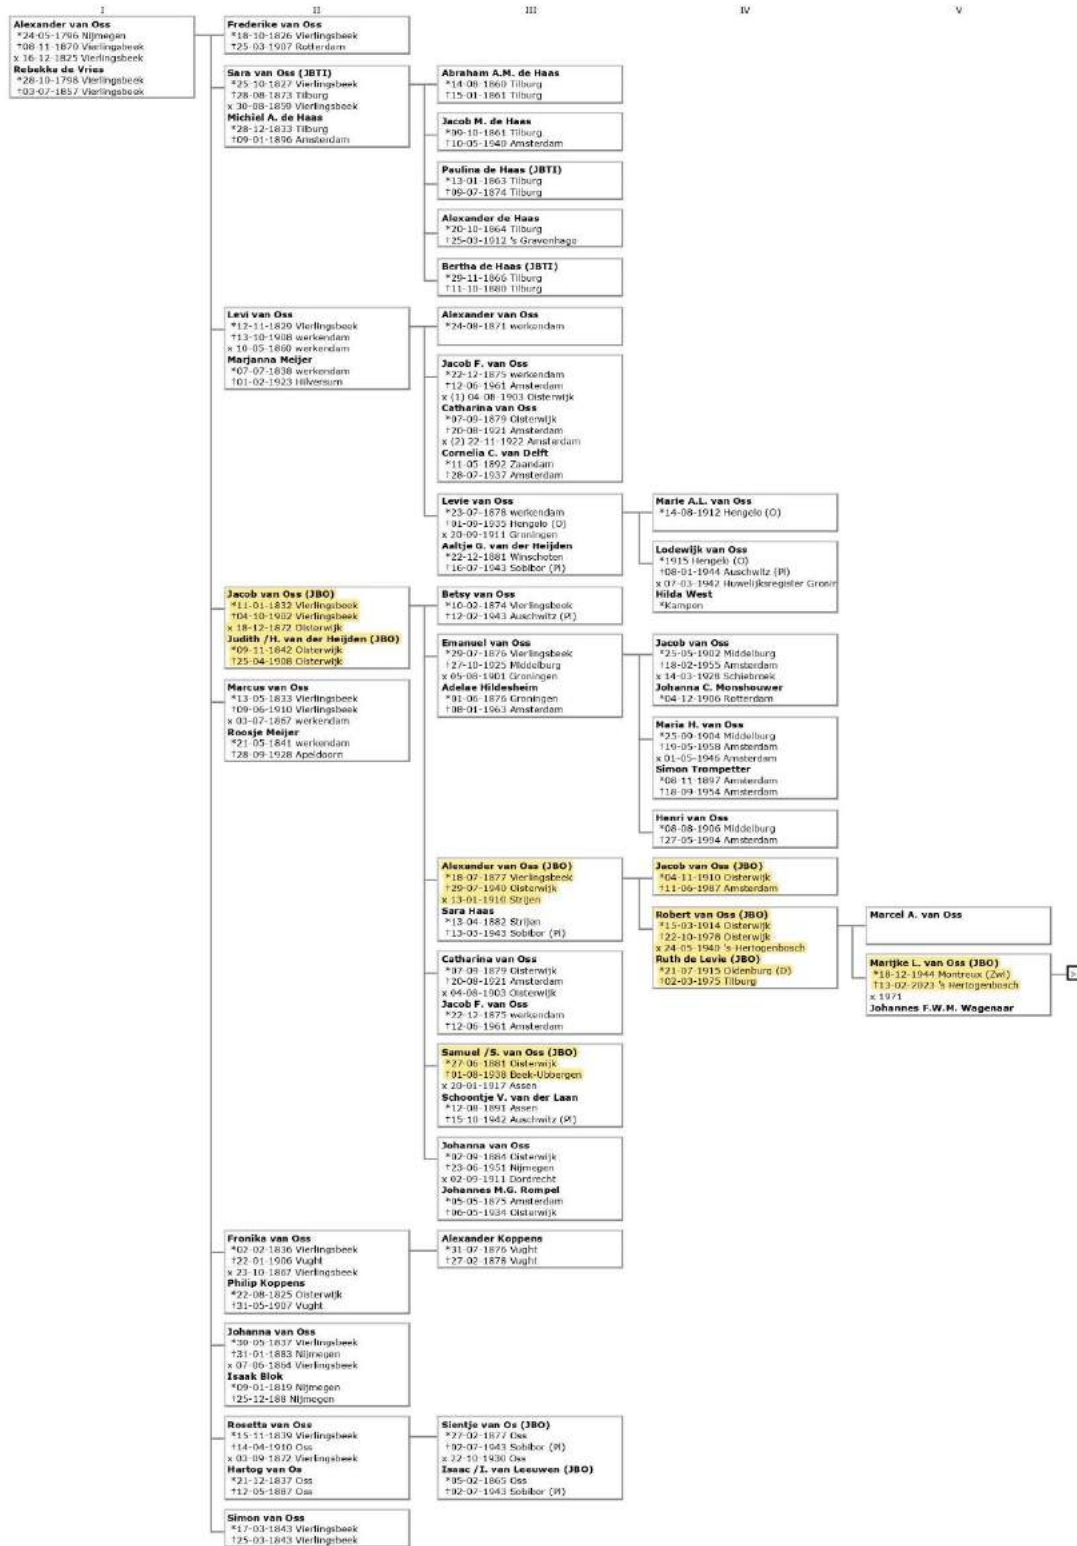 I II III IV V
Alexander van Oss
*24-05-1796 Nijmegen
†08-11-1870 Vierlingsbeek
x 16-12-1825 Vierlingsbeek
Rebekka de Vries
*28-10-1798 Vierlingsbeek
†03-07-1857 Vierlingsbeek
Frederike van Oss
*18-10-1826 Vierlingsbeek
†25-03-1907 Rotterdam
Sara van Oss (JBTI)
*25-10-1827 Vierlingsbeek
†28-08-1873 Tilburg
x 30-08-1859 Vierlingsbeek
Michiel A. de Haas
*28-12-1833 Tilburg
†09-01-1896 Amsterdam
Abraham A.M. de Haas
*14-08-1860 Tilburg
†15-01-1861 Tilburg
Jacob M. de Haas
*09-10-1861 Tilburg
†10-05-1940 Amsterdam
Paulina de Haas (JBTI)
*13-01-1863 Tilburg
†09-07-1874 Tilburg
Alexander de Haas
*20-10-1864 Tilburg
†25-03-1912 's Gravenhage
Bertha de Haas (JBTI)
*29-11-1866 Tilburg
†11-10-1880 Tilburg
Levi van Oss
*12-11-1829 Vierlingsbeek
†13-10-1908 werkendam
x 10-05-1860 werkendam
Marjanna Meijer
*07-07-1838 werkendam
†01-02-1923 Hilversum
Alexander van Oss
*24-08-1871 werkendam
Jacob F. van Oss
*22-12-1875 werkendam
†12-06-1961 Amsterdam
x (1) 04-08-1903 Oisterwijk
Catharina van Oss
*07-09-1879 Oisterwijk
†20-08-1921 Amsterdam
x (2) 22-11-1922 Amsterdam
Cornelia C. van Delft
*11-05-1892 Zaandam
†28-07-1937 Amsterdam
Levie van Oss
*23-07-1878 werkendam
†01-09-1935 Hengelo (O)
x 20-09-1911 Groningen
Aaltje G. van der Heijden
*22-12-1881 Winschoten
†16-07-1943 Sobibor (Pl)
Marie A.L. van Oss
*14-08-1912 Hengelo (O)
Lodewijk van Oss
*1915 Hengelo (O)
†08-01-1944 Auschwitz (Pl)
x 07-03-1942 Huwelijksregister Gronin
Hilda West
*Kampen
Jacob van Oss (JBO)
*11-01-1832 Vierlingsbeek
†04-10-1902 Vierlingsbeek
x 18-12-1872 Oisterwijk
Judith /H. van der Heijden (JBO)
*09-11-1842 Oisterwijk
†25-04-1908 Oisterwijk
Betsy van Oss
*10-02-1874 Vierlingsbeek
†12-02-1943 Auschwitz (Pl)
Emanuel van Oss
*29-07-1876 Vierlingsbeek
†27-10-1925 Middelburg
x 05-08-1901 Groningen
Adelae Hildesheim
*01-06-1876 Groningen
†08-01-1963 Amsterdam
Jacob van Oss
*25-05-1902 Middelburg
†18-02-1955 Amsterdam
x 14-03-1928 Schiebroek
Johanna C. Monshouwer
*04-12-1906 Rotterdam
Maria H. van Oss
*25-09-1904 Middelburg
†19-05-1958 Amsterdam
x 01-05-1946 Amsterdam
Simon Trompetter
*08-11-1897 Amsterdam
†18-09-1954 Amsterdam
Henri van Oss
*08-08-1906 Middelburg
†27-05-1994 Amsterdam
Marcus van Oss
*13-05-1833 Vierlingsbeek
†09-06-1910 Vierlingsbeek
x 03-07-1867 werkendam
Roosje Meijer
*21-05-1841 werkendam
†28-09-1928 Apeldoorn
Alexander van Oss (JBO)
*18-07-1877 Vierlingsbeek
†29-07-1940 Oisterwijk
x 13-01-1910 Strijen
Sara Haas
*13-04-1882 Strijen
†13-03-1943 Sobibor (Pl)
Jacob van Oss (JBO)
*04-11-1910 Oisterwijk
†11-06-1987 Amsterdam
Robert van Oss (JBO)
*15-03-1914 Oisterwijk
†22-10-1978 Oisterwijk
x 24-05-1940 's-Hertogenbosch
Ruth de Levie (JBO)
*21-07-1915 Oldenburg (D)
†02-03-1975 Tilburg
Marcel A. van Oss
Marijke L. van Oss (JBO)
*18-12-1944 Montreux (Zwi)
†13-02-2023 's Hertogenbosch
x 1971
Johannes F.W.M. Wagenaar
Catharina van Oss
*07-09-1879 Oisterwijk
†20-08-1921 Amsterdam
x 04-08-1903 Oisterwijk
Jacob F. van Oss
*22-12-1875 werkendam
†12-06-1961 Amsterdam
Samuel /S. van Oss (JBO)
*27-06-1881 Oisterwijk
†01-08-1938 Beek-Ubbergen
x 20-01-1917 Assen
Schoontje V. van der Laan
*12-08-1891 Assen
†15-10-1942 Auschwitz (Pl)
Johanna van Oss
*02-09-1884 Oisterwijk
†23-06-1951 Nijmegen
x 02-09-1911 Dordrecht
Johannes M.G. Rompel
*05-05-1875 Amsterdam
†06-05-1934 Oisterwijk
Fronika van Oss
*02-02-1836 Vierlingsbeek
†22-01-1906 Vught
x 23-10-1867 Vierlingsbeek
Philip Koppens
*22-08-1825 Oisterwijk
†31-05-1907 Vught
Alexander Koppens
*31-07-1876 Vught
†27-02-1878 Vught
Johanna van Oss
*30-05-1837 Vierlingsbeek
†31-01-1883 Nijmegen
x 07-06-1864 Vierlingsbeek
Isaak Blok
*09-01-1819 Nijmegen
†25-12-188 Nijmegen
Rosetta van Oss
*15-11-1839 Vierlingsbeek
†14-04-1910 Oss
x 03-09-1872 Vierlingsbeek
Hartog van Os
*21-12-1837 Oss
†12-05-1887 Oss
Sientje van Os (JBO)
*27-02-1877 Oss
†02-07-1943 Sobibor (Pl)
x 22-10-1930 Oss
Isaac /I. van Leeuwen (JBO)
*05-02-1865 Oss
†02-07-1943 Sobibor (Pl)
Simon van Oss
*17-03-1843 Vierlingsbeek
†25-03-1843 Vierlingsbeek